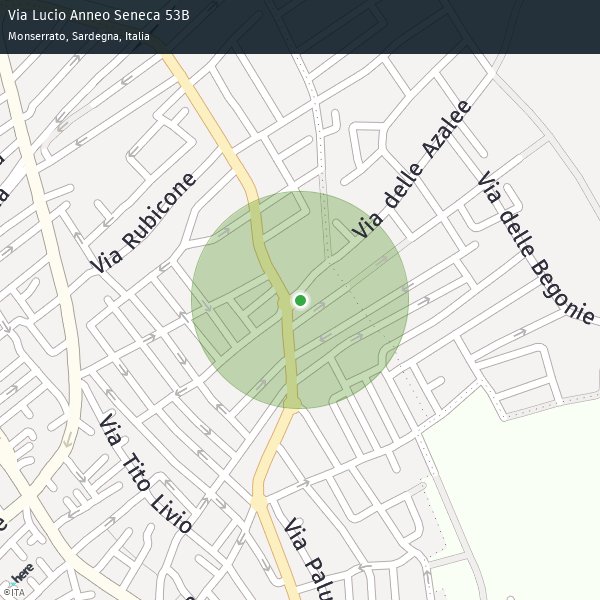 Via Lucio Anneo Seneca 53B
Monserrato, Sardegna, Italia
Via delle Azalee
Via Rubicone
Via delle Begonie
Via Tito Livio
Via Palu
here
©ITA